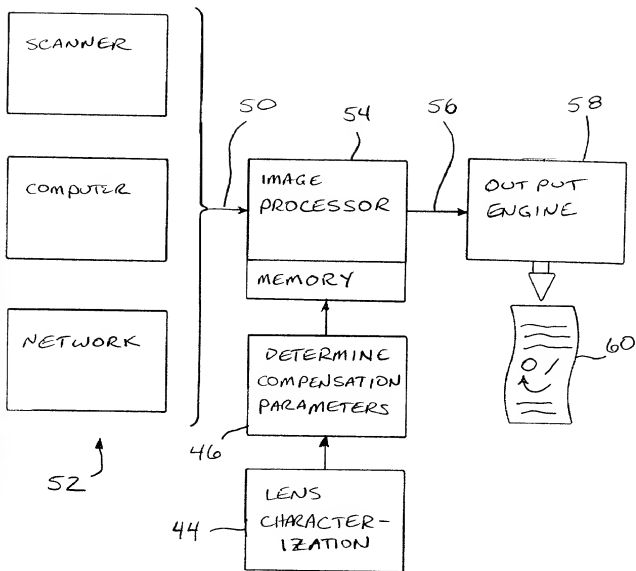 SCANNER
COMPUTER
NETWORK
52
50
IMAGE
PROCESSOR
MEMORY
54
56
OUTPUT
ENGINE
58
60
DETERMINE
COMPENSATION
PARAMETERS
46
LENS
CHARACTER-
IZATION
44